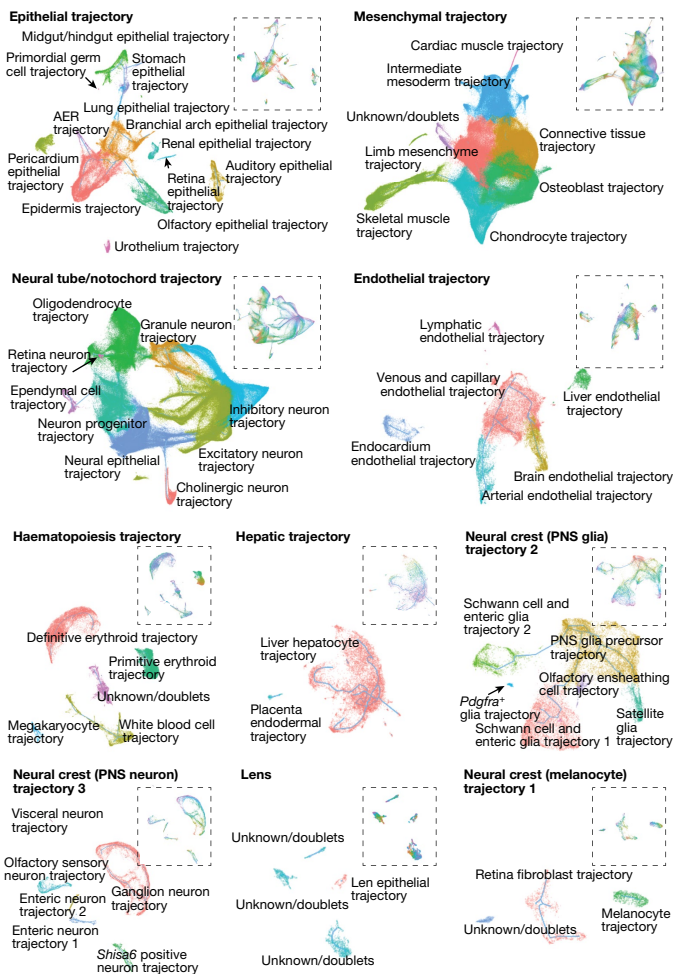 Epithelial trajectory
Midgut/hindgut epithelial trajectory
Primordial germ
cell trajectory
Stomach
epithelial
trajectory
Lung epithelial trajectory
AER
trajectory
Branchial arch epithelial trajectory
Renal epithelial trajectory
Pericardium
epithelial
trajectory
Retina
epithelial
trajectory
Auditory epithelial
trajectory
Epidermis trajectory
Olfactory epithelial trajectory
Urothelium trajectory
Mesenchymal trajectory
Cardiac muscle trajectory
Intermediate
mesoderm trajectory
Unknown/doublets
Limb mesenchyme
trajectory
Connective tissue
trajectory
Osteoblast trajectory
Skeletal muscle
trajectory
Chondrocyte trajectory
Neural tube/notochord trajectory
Oligodendrocyte
trajectory
Granule neuron
trajectory
Retina neuron
trajectory
Ependymal cell
trajectory
Neuron progenitor
trajectory
Inhibitory neuron
trajectory
Neural epithelial
trajectory
Excitatory neuron
trajectory
Cholinergic neuron
trajectory
Endothelial trajectory
Lymphatic
endothelial trajectory
Venous and capillary
endothelial trajectory
Liver endothelial
trajectory
Endocardium
endothelial trajectory
Brain endothelial trajectory
Arterial endothelial trajectory
Haematopoiesis trajectory
Definitive erythroid trajectory
Primitive erythroid
trajectory
Unknown/doublets
Megakaryocyte
trajectory
White blood cell
trajectory
Hepatic trajectory
Liver hepatocyte
trajectory
Placenta
endodermal
trajectory
Neural crest (PNS glia)
trajectory 2
Schwann cell and
enteric glia
trajectory 2
PNS glia precursor
trajectory
Olfactory ensheathing
cell trajectory
Pdgfra⁺
glia trajectory
Schwann cell and
enteric glia trajectory 1
Satellite
glia
trajectory
Neural crest (PNS neuron)
trajectory 3
Visceral neuron
trajectory
Olfactory sensory
neuron trajectory
Ganglion neuron
trajectory
Enteric neuron
trajectory 2
Enteric neuron
trajectory 1
Shisa6 positive
neuron trajectory
Lens
Unknown/doublets
Len epithelial
trajectory
Unknown/doublets
Unknown/doublets
Neural crest (melanocyte)
trajectory 1
Retina fibroblast trajectory
Melanocyte
trajectory
Unknown/doublets